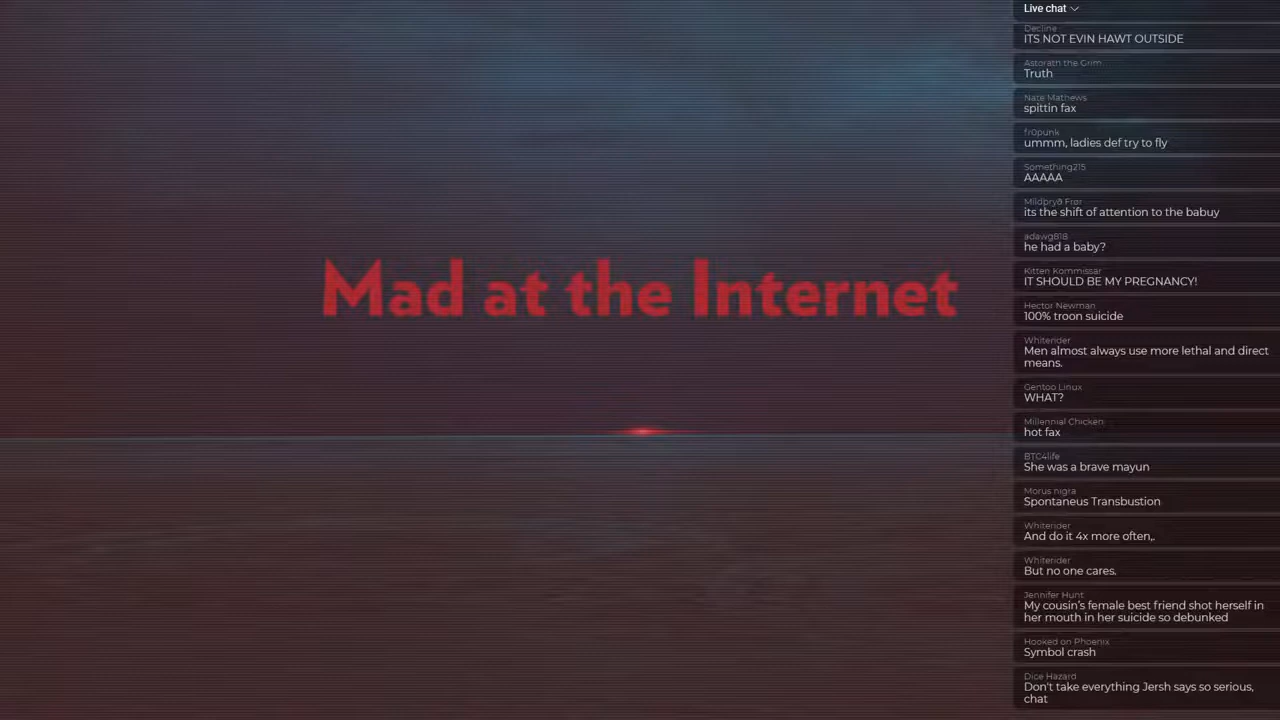 Live chat
Decline
ITS NOT EVIN HAWT OUTSIDE
Astorath the Grim
Truth
Nate Mathews
spittin fax
fr0punk
ummm, ladies def try to fly
Something215
AAAAA
Mildbryð Frør
its the shift of attention to the babuy
adawg818
he had a baby?
Kitten Kommissar
IT SHOULD BE MY PREGNANCY!
Hector Newman
100% troon suicide
Whiterider
Men almost always use more lethal and direct
means.
Gentoo Linux
WHAT?
Millennial Chicken
hot fax
BTC4life
She was a brave mayun
Morus nigra
Spontaneus Transbustion
Whiterider
And do it 4x more often,.
Whiterider
But no one cares.
Jennifer Hunt
My cousin's female best friend shot herself in
her mouth in her suicide so debunked
Hooked on Phoenix
Symbol crash
Dice Hazard
Don't take everything Jersh says so serious,
chat
Mad at the Internet